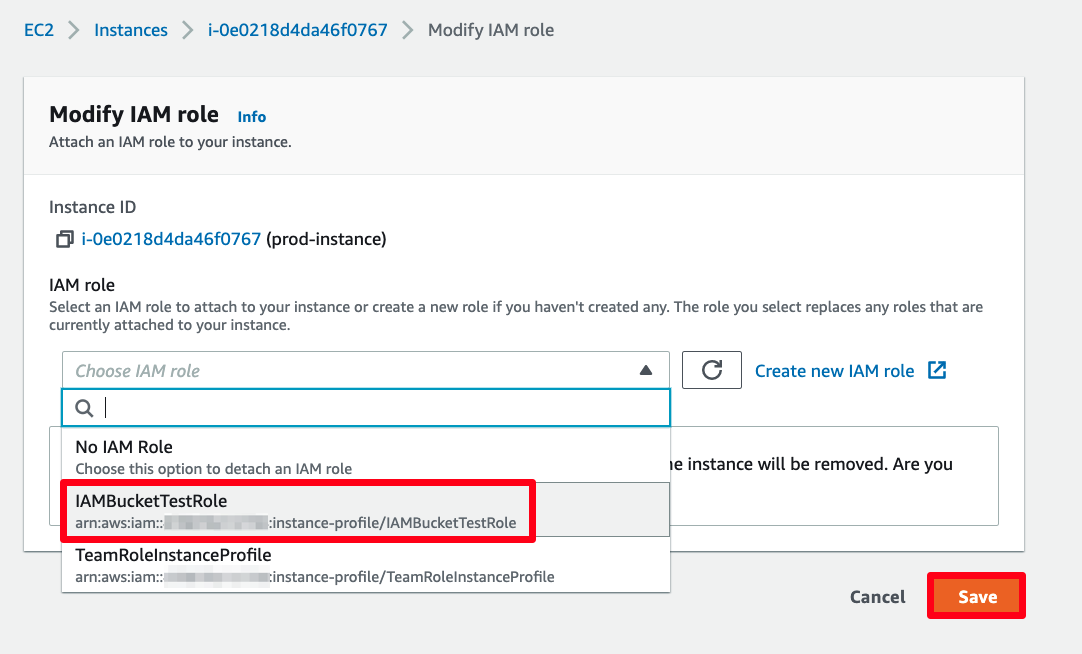 EC2 > Instances > i-0e0218d4da46f0767 > Modify IAM role
Modify IAM role Info
Attach an IAM role to your instance.
Instance ID
i-0e0218d4da46f0767 (prod-instance)
IAM role
Select an IAM role to attach to your instance or create a new role if you haven't created any. The role you select replaces any roles that are
currently attached to your instance.
Choose IAM role
Create new IAM role
No IAM Role
Choose this option to detach an IAM role
instance will be removed. Are you
IAMBucketTestRole
arn:aws:iam:: :instance-profile/IAMBucketTestRole
TeamRoleInstanceProfile
arn:aws:iam:: :instance-profile/TeamRoleInstanceProfile
Cancel Save